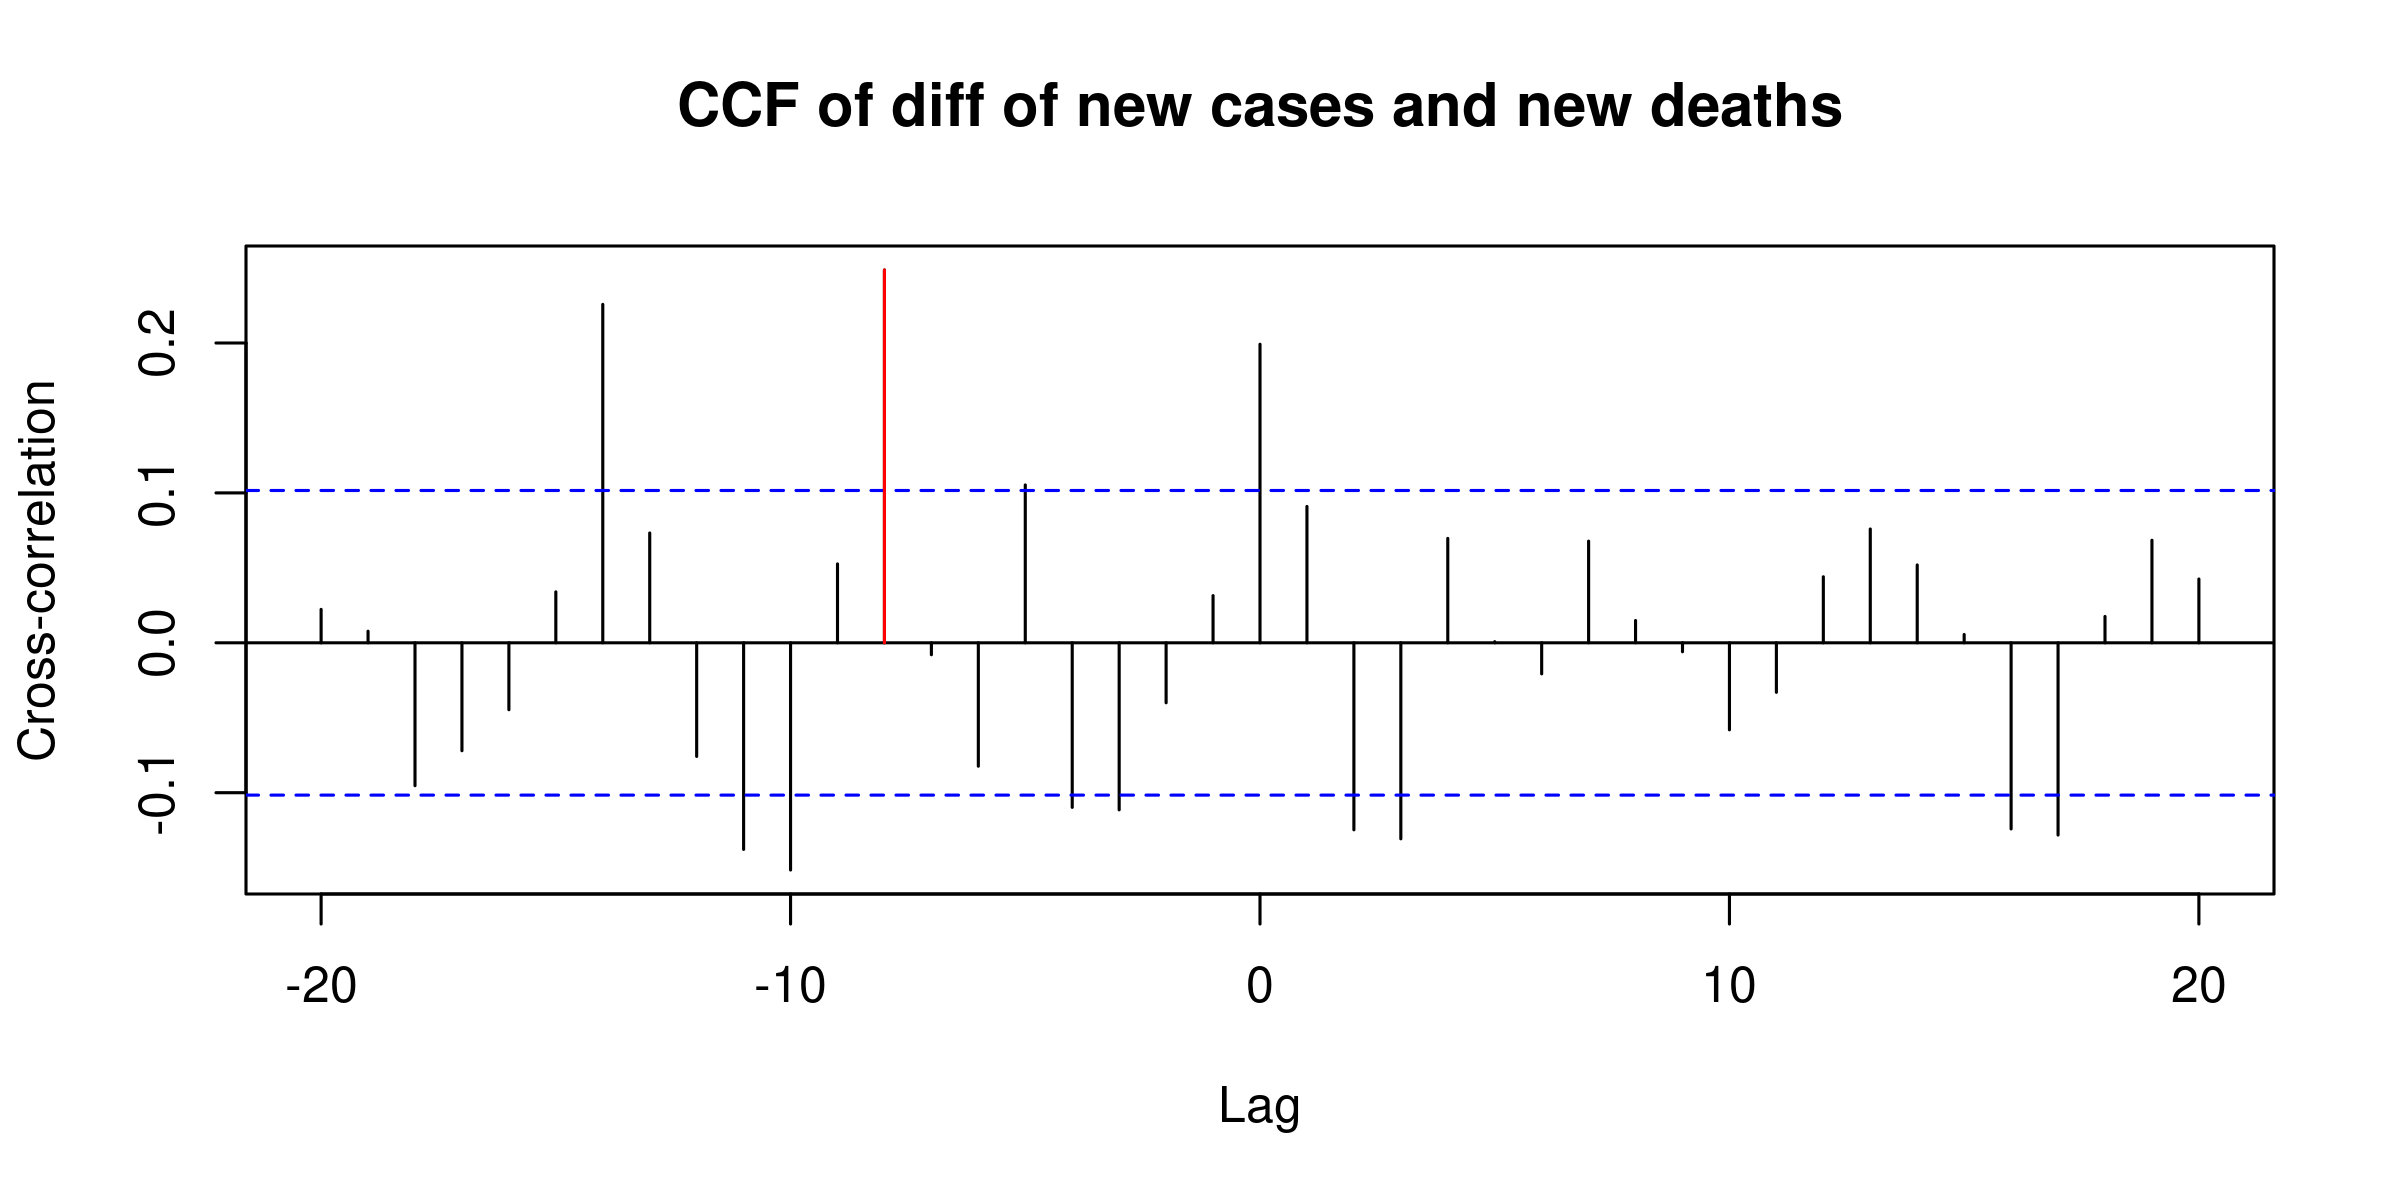 CCF of diff of new cases and new deaths
Cross-correlation
0.2
0.1
0.0
-0.1
-20 -10 0 10 20
Lag